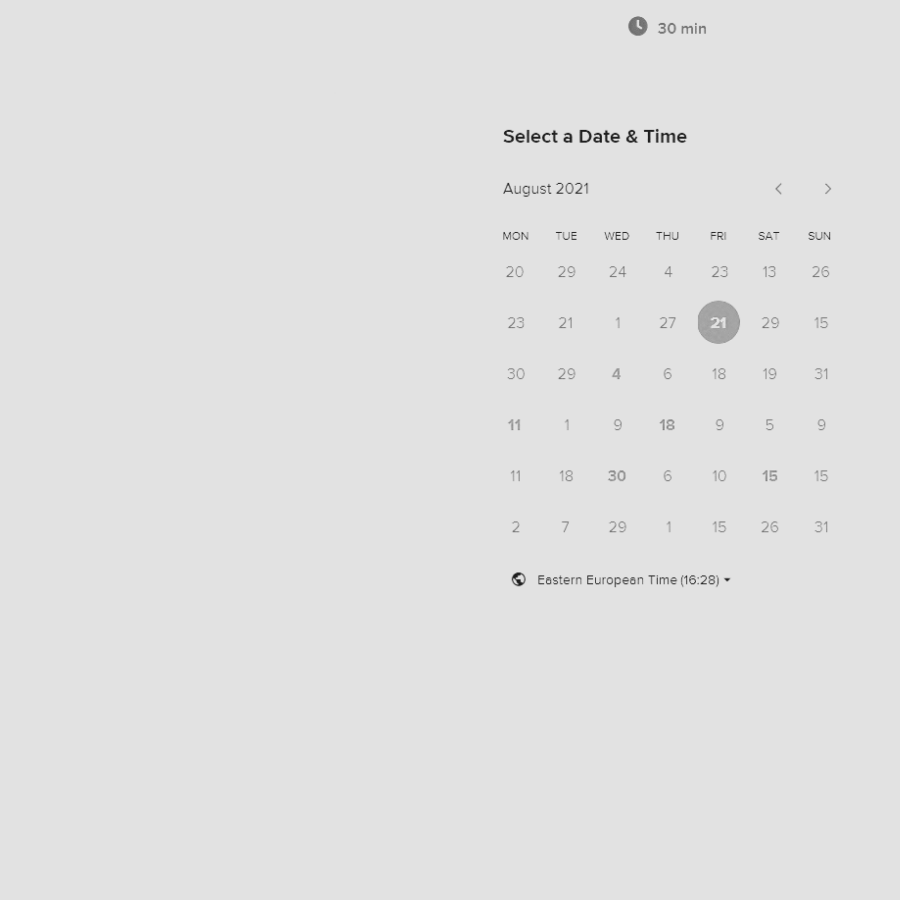 30 min
Select a Date & Time
August 2021
MON TUE WED THU FRI SAT SUN
20 29 24 4 23 13 26
23 21 1 27 21 29 15
30 29 4 6 18 19 31
11 1 9 18 9 5 9
11 18 30 6 10 15 15
2 7 29 1 15 26 31
Eastern European Time (16:28)